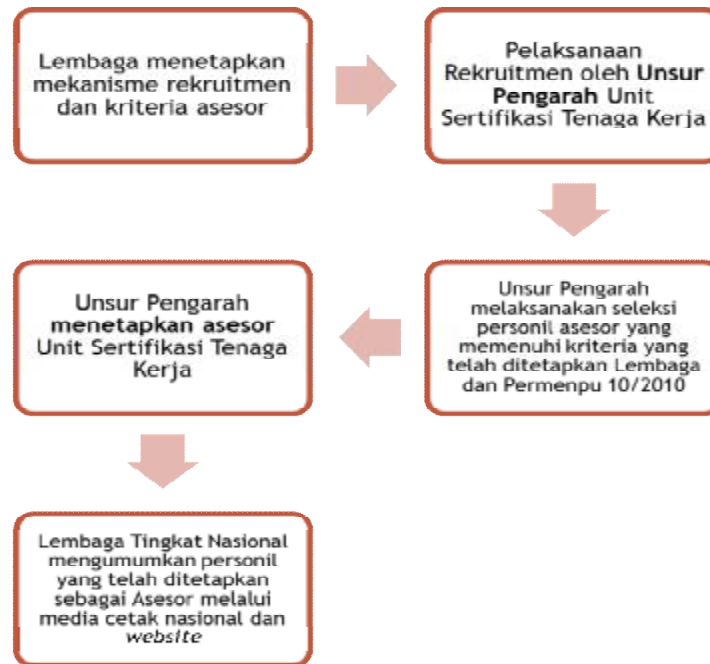 Lembaga menetapkan
mekanisme rekruitmen
dan kriteria asesor
Pelaksanaan
Rekruitmen oleh Unsur
Pengarah Unit
Sertifikasi Tenaga Kerja
Unsur Pengarah
melaksanakan seleksi
personil asesor yang
memenuhi kriteria yang
telah ditetapkan Lembaga
dan Permenpu 10/2010
Unsur Pengarah
menetapkan asesor
Unit Sertifikasi Tenaga
Kerja
Lembaga Tingkat Nasional
mengumumkan personil
yang telah ditetapkan
sebagai Asesor melalui
media cetak nasional dan
website